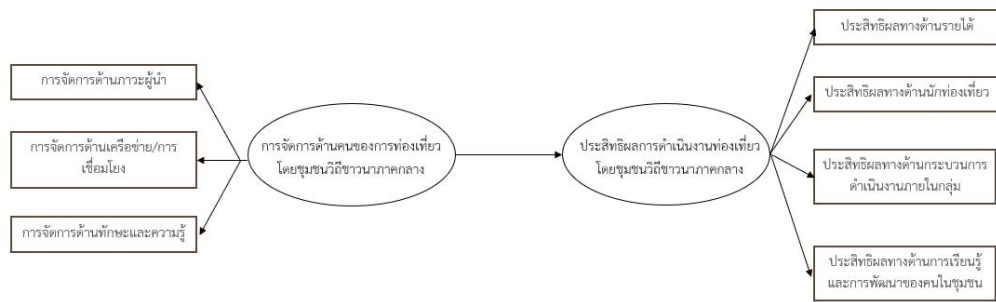 การจัดการด้านภาวะผู้นำ
การจัดการด้านเครือข่าย/การ
เชื่อมโยง
การจัดการด้านทักษะและความรู้
การจัดการด้านคนของการท่องเที่ยว
โดยชุมชนวิถีชาวนาภาคกลาง
ประสิทธิผลการดำเนินงานท่องเที่ยว
โดยชุมชนวิถีชาวนาภาคกลาง
ประสิทธิผลทางด้านรายได้
ประสิทธิผลทางด้านนักท่องเที่ยว
ประสิทธิผลทางด้านกระบวนการ
ดำเนินงานภายในกลุ่ม
ประสิทธิผลทางด้านการเรียนรู้
และการพัฒนาของคนในชุมชน